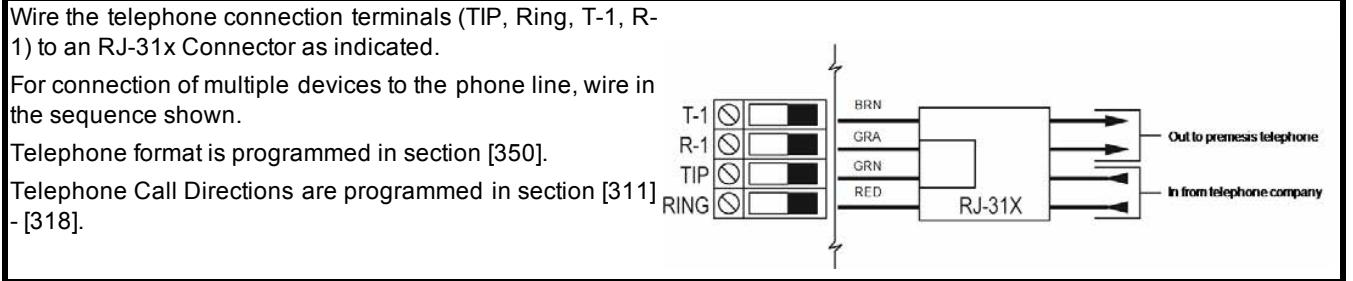 Wire the telephone connection terminals (TIP, Ring, T-1, R-
1) to an RJ-31x Connector as indicated.
For connection of multiple devices to the phone line, wire in
the sequence shown.
Telephone format is programmed in section [350].
Telephone Call Directions are programmed in section [311]
- [318].
T-1
R-1
TIP
RING
BRN
GRA
GRN
RED
RJ-31X
Out to premesis telephone
In from telephone company